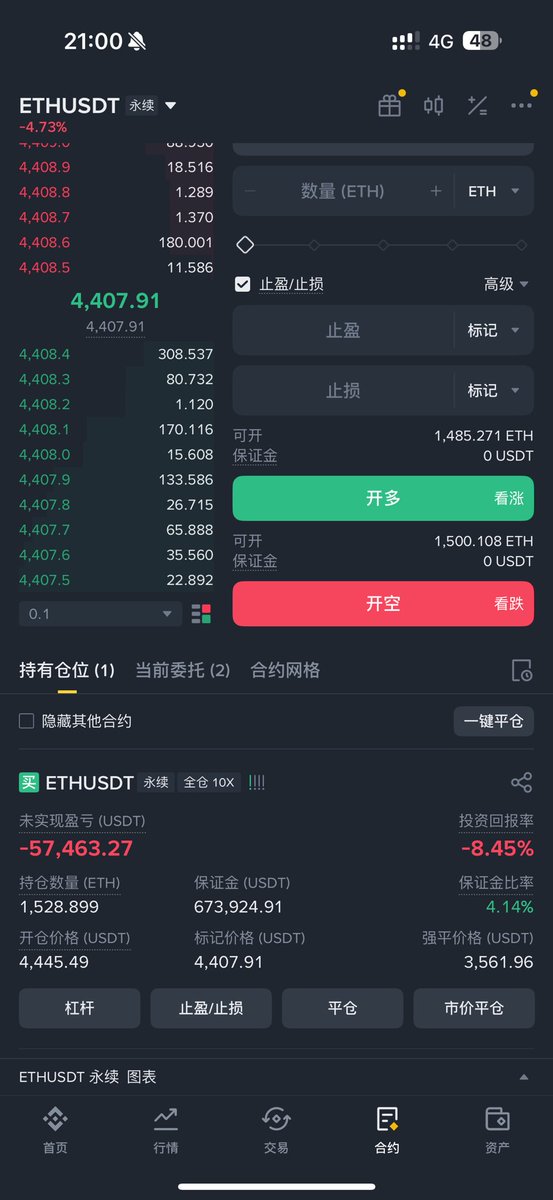 21:00
4G
48
ETHUSDT 永续
-4.73%
数量 (ETH)
ETH
4,408.9 18.516
4,408.8 1.289
4,408.7 1.370
4,408.6 180.001
4,408.5 11.586
4,407.91
4,407.91
4,408.4 308.537
4,408.3 80.732
4,408.2 1.120
4,408.1 170.116
4,408.0 15.608
4,407.9 133.586
4,407.8 26.715
4,407.7 65.888
4,407.6 35.560
4,407.5 22.892
0.1
止盈/止损 高级
止盈 标记
止损 标记
可开 1,485.271 ETH
保证金 0 USDT
开多 看涨
可开 1,500.108 ETH
保证金 0 USDT
开空 看跌
持有仓位 (1) 当前委托 (2) 合约网格
隐藏其他合约 一键平仓
买 ETHUSDT 永续 全仓 10X
未实现盈亏 (USDT) 投资回报率
-57,463.27 -8.45%
持仓数量 (ETH) 保证金 (USDT) 保证金比率
1,528.899 673,924.91 4.14%
开仓价格 (USDT) 标记价格 (USDT) 强平价格 (USDT)
4,445.49 4,407.91 3,561.96
杠杆 止盈/止损 平仓 市价平仓
ETHUSDT 永续 图表
首页 行情 交易 合约 资产